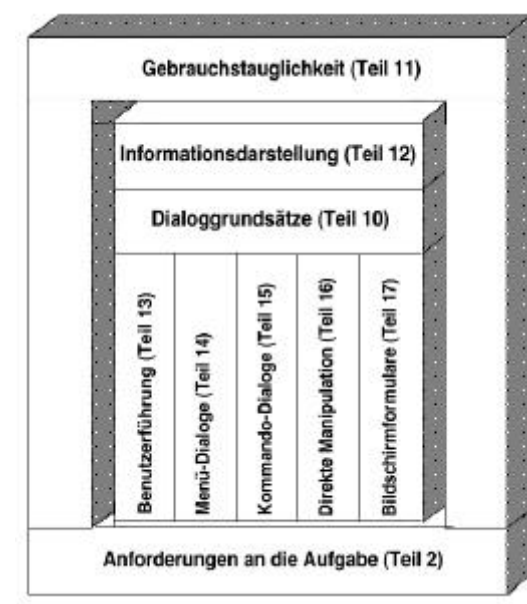 Gebrauchstauglichkeit (Teil 11)
Informationsdarstellung (Teil 12)
Dialoggrundsätze (Teil 10)
Benutzerführung (Teil 13)
Menü-Dialoge (Teil 14)
Kommando-Dialoge (Teil 15)
Direkte Manipulation (Teil 16)
Bildschirmformulare (Teil 17)
Anforderungen an die Aufgabe (Teil 2)